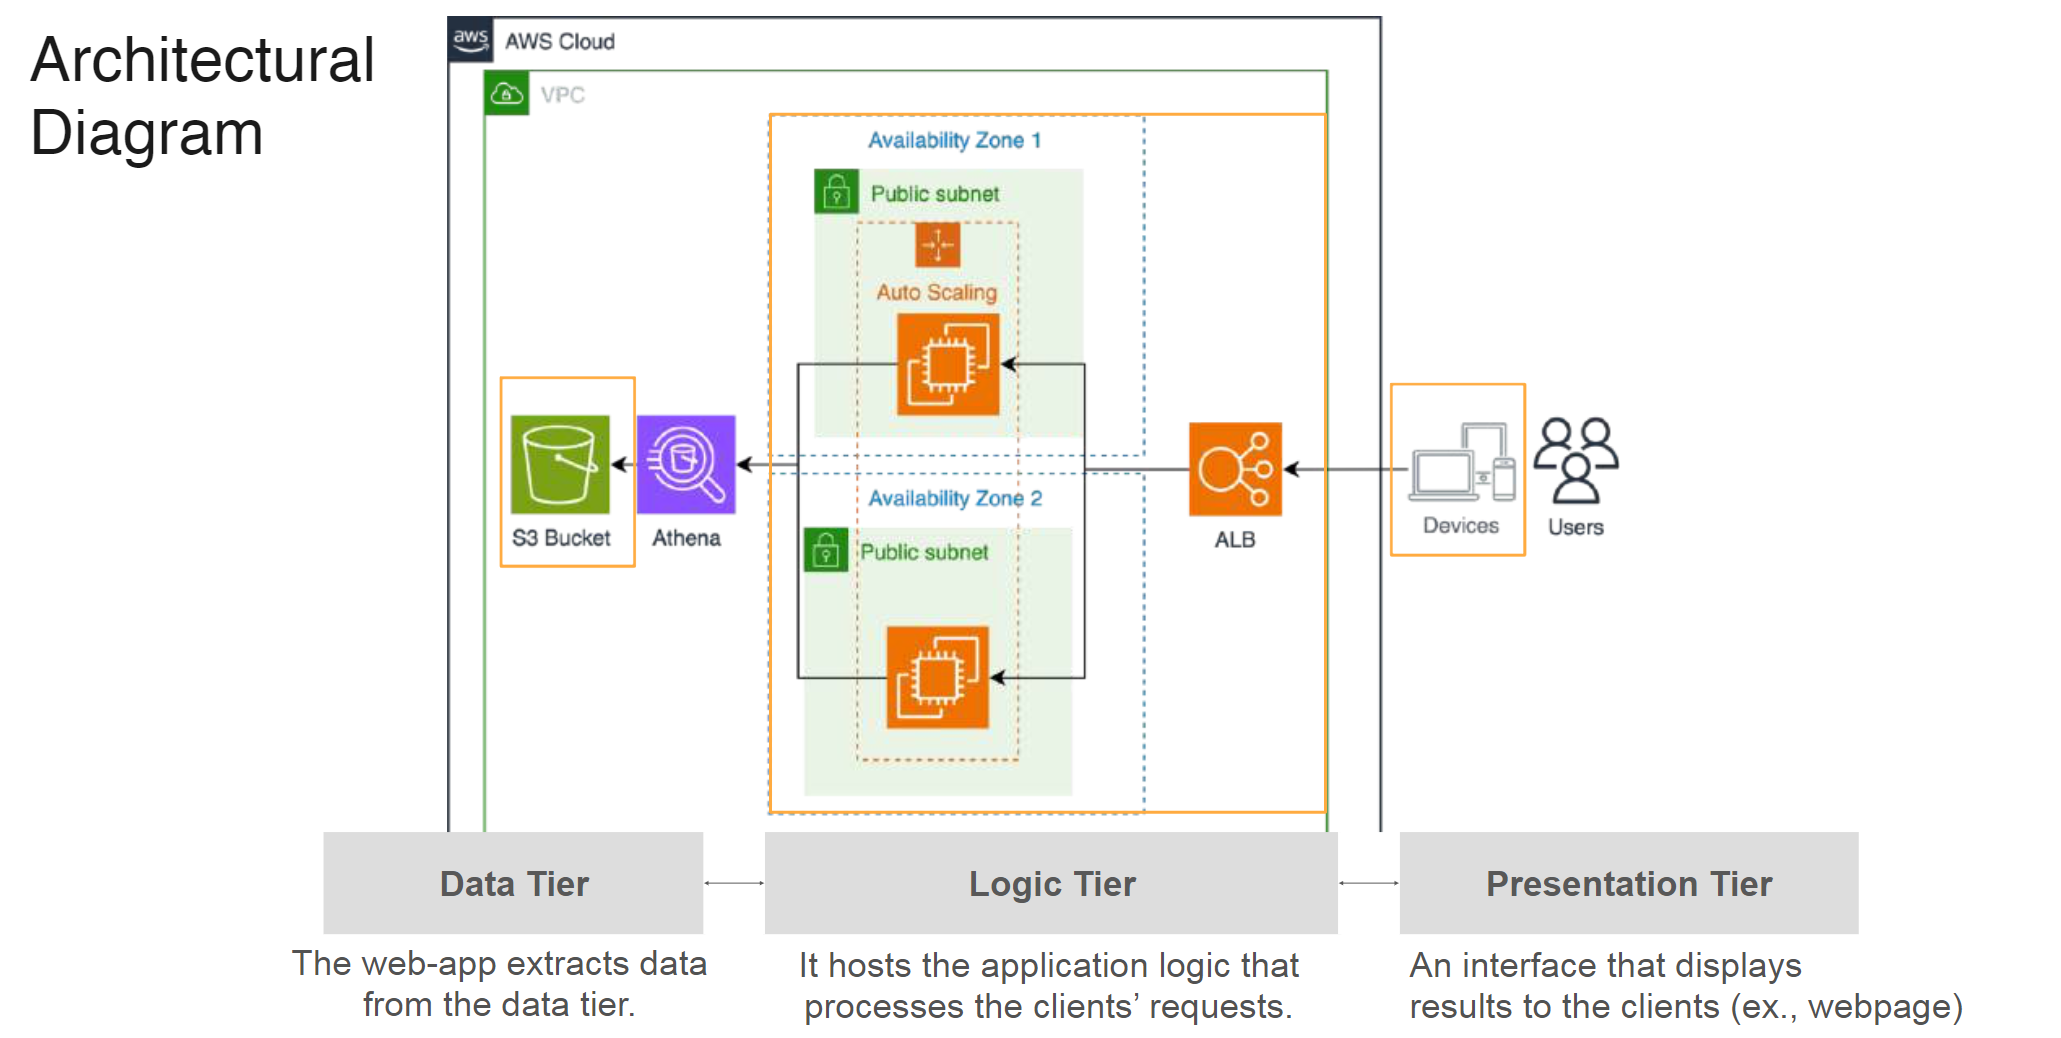 Architectural
Diagram
aws
AWS Cloud
VPC
Availability Zone 1
Public subnet
Auto Scaling
S3 Bucket
Athena
Availability Zone 2
Public subnet
ALB
Devices
Users
Data Tier
Logic Tier
Presentation Tier
The web-app extracts data
from the data tier.
It hosts the application logic that
processes the clients’ requests.
An interface that displays
results to the clients (ex., webpage)